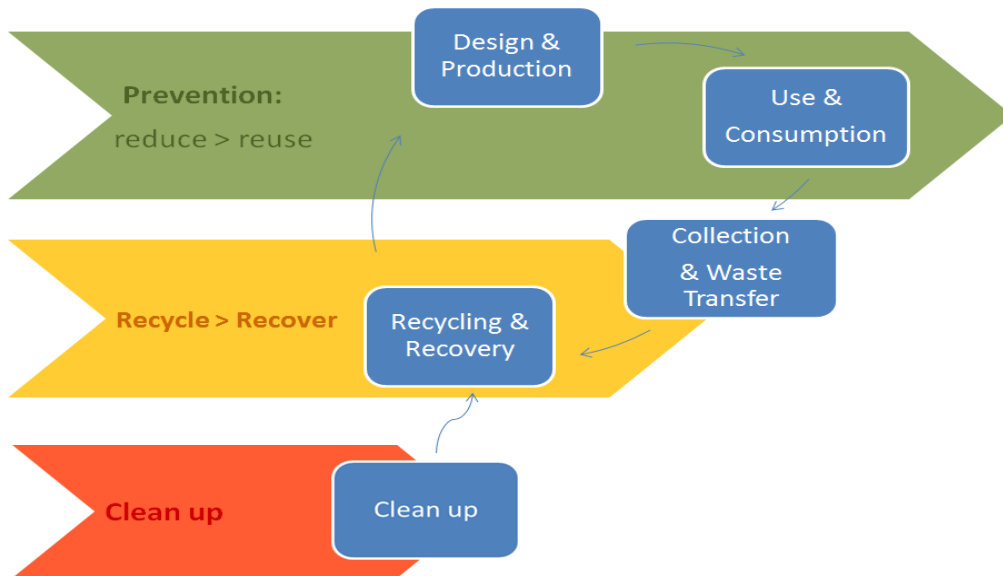 Design &
Production
Prevention:
reduce > reuse
Use &
Consumption
Collection
& Waste
Transfer
Recycle > Recover
Recycling &
Recovery
Clean up
Clean up